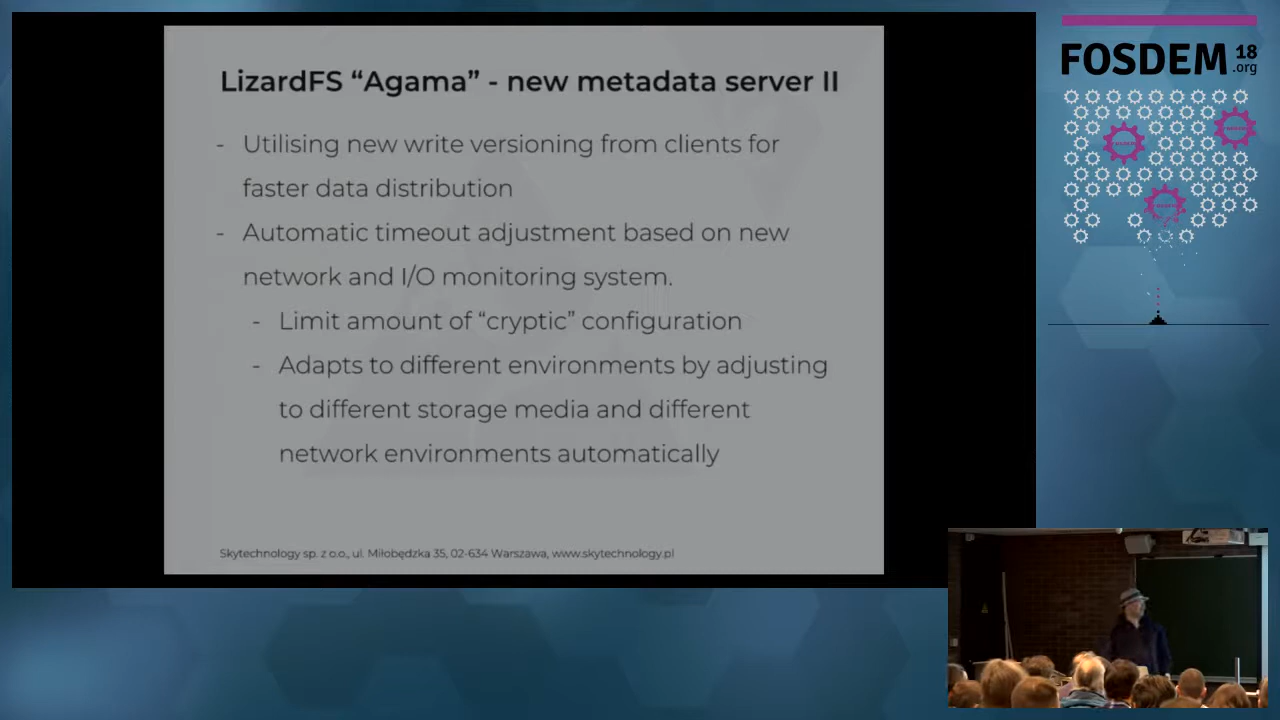 LizardFS “Agama” - new metadata server II
- Utilising new write versioning from clients for
faster data distribution
- Automatic timeout adjustment based on new
network and I/O monitoring system.
- Limit amount of “cryptic” configuration
- Adapts to different environments by adjusting
to different storage media and different
network environments automatically
Skytechnology sp. z o.o., ul. Miłobędzka 35, 02-634 Warszawa, www.skytechnology.pl
FOSDEM 18
.org